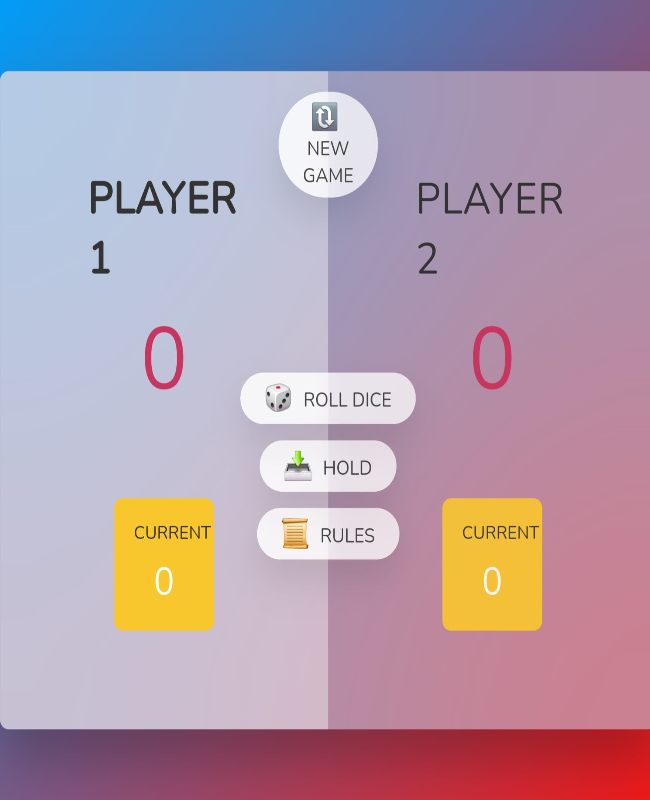 NEW
GAME
PLAYER
1
0
PLAYER
2
0
ROLL DICE
HOLD
RULES
CURRENT
0
CURRENT
0